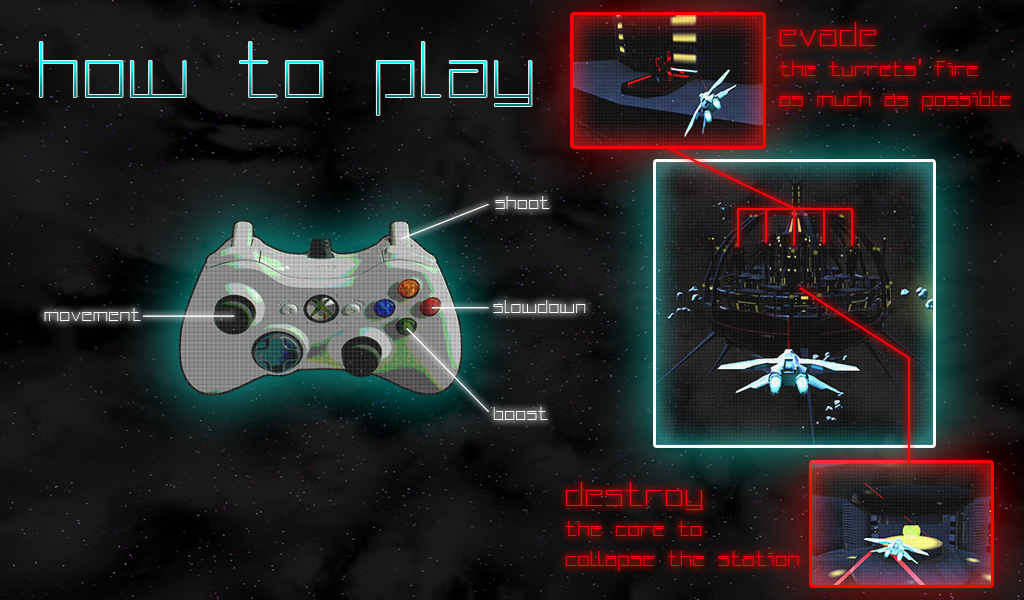 how to play
evade
the turrets' fire
as much as possible
shoot
movement
slowdown
boost
destroy
the core to
collapse the station